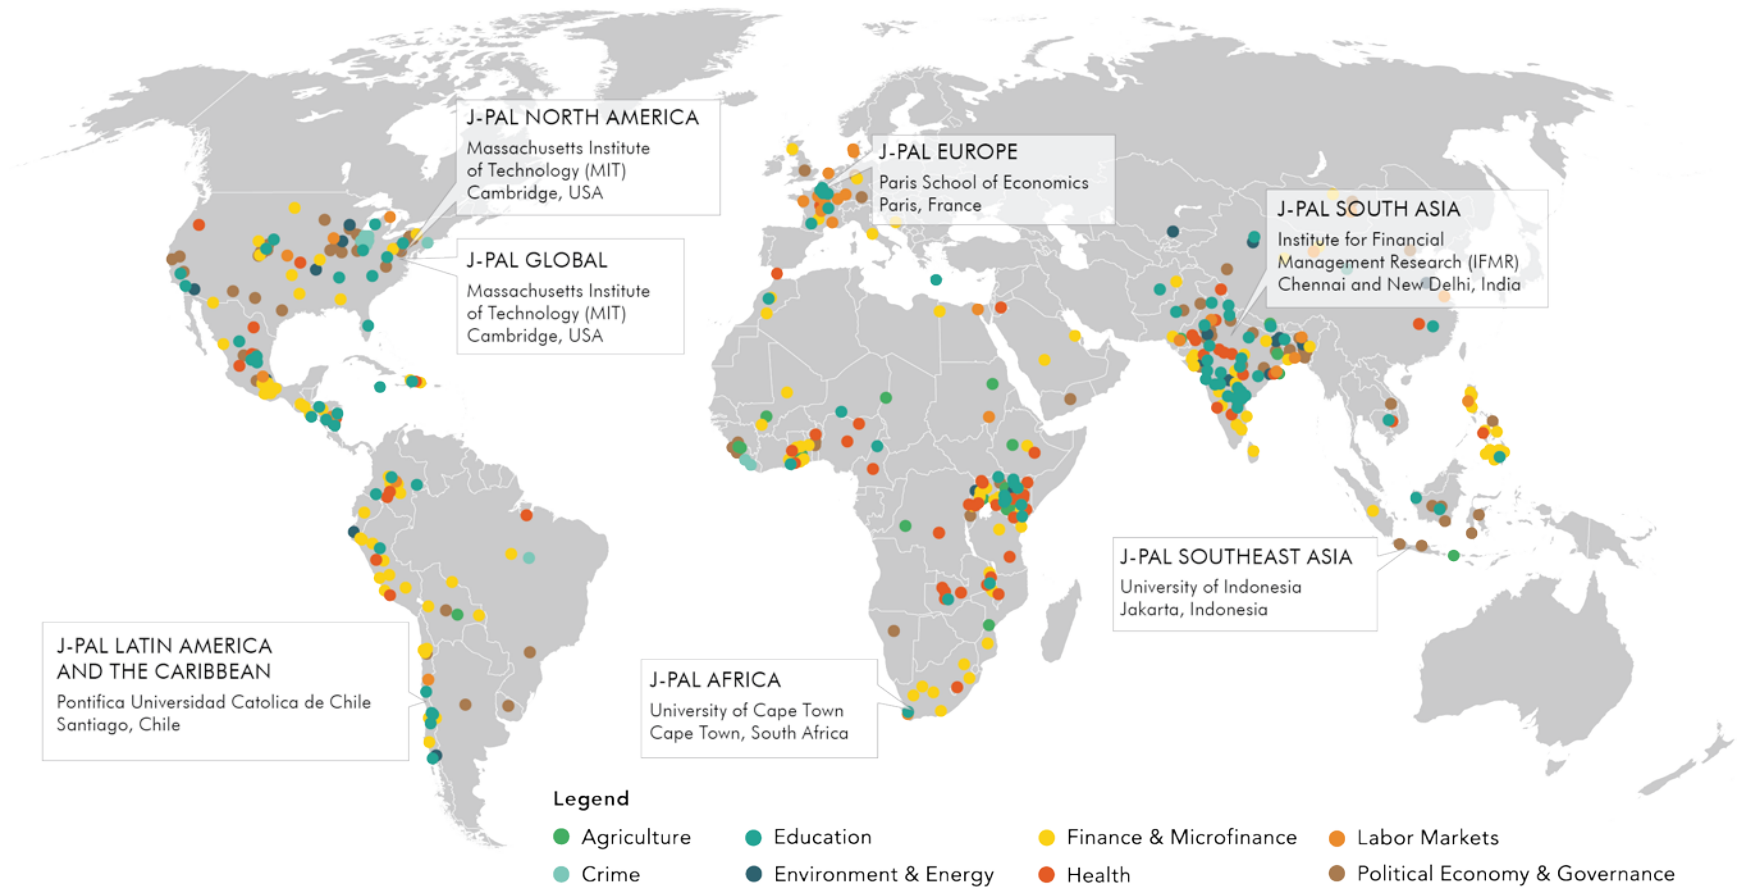 J-PAL NORTH AMERICA
Massachusetts Institute
of Technology (MIT)
Cambridge, USA
J-PAL GLOBAL
Massachusetts Institute
of Technology (MIT)
Cambridge, USA
J-PAL EUROPE
Paris School of Economics
Paris, France
J-PAL SOUTH ASIA
Institute for Financial
Management Research (IFMR)
Chennai and New Delhi, India
J-PAL SOUTHEAST ASIA
University of Indonesia
Jakarta, Indonesia
J-PAL LATIN AMERICA
AND THE CARIBBEAN
Pontifica Universidad Catolica de Chile
Santiago, Chile
J-PAL AFRICA
University of Cape Town
Cape Town, South Africa
Legend
Agriculture
Education
Finance & Microfinance
Labor Markets
Crime
Environment & Energy
Health
Political Economy & Governance